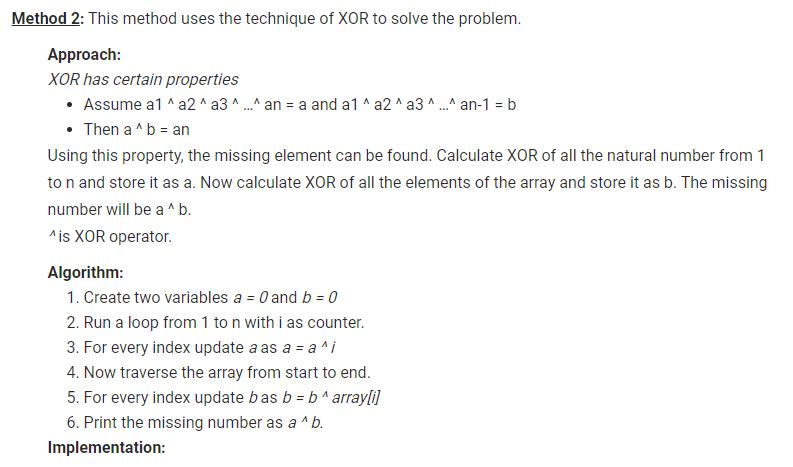 Method 2: This method uses the technique of XOR to solve the problem.
Approach:
XOR has certain properties
• Assume a1 ^ a2 ^ a3 ^ …^ an = a and a1 ^ a2 ^ a3 ^ …^ an-1 = b
• Then a ^ b = an
Using this property, the missing element can be found. Calculate XOR of all the natural number from 1
to n and store it as a. Now calculate XOR of all the elements of the array and store it as b. The missing
number will be a ^ b.
^ is XOR operator.
Algorithm:
1. Create two variables a = 0 and b = 0
2. Run a loop from 1 to n with i as counter.
3. For every index update a as a = a ^ i
4. Now traverse the array from start to end.
5. For every index update b as b = b ^ array[i]
6. Print the missing number as a ^ b.
Implementation: